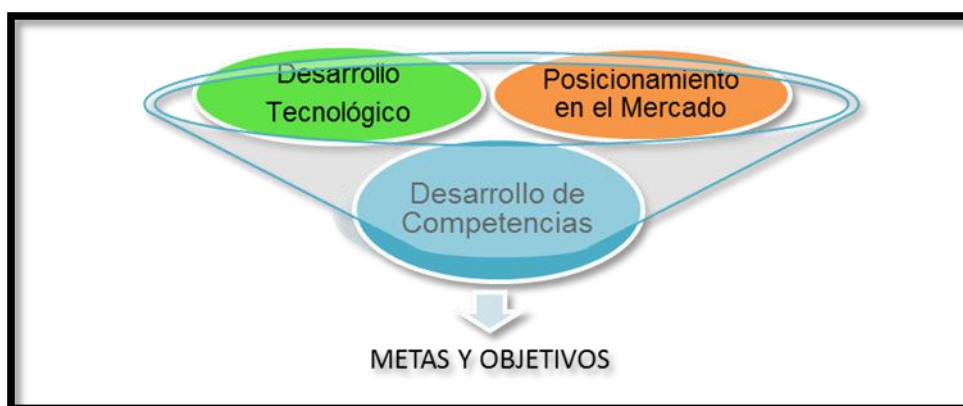 Desarrollo
Tecnológico
Posicionamiento
en el Mercado
Desarrollo de
Competencias
METAS Y OBJETIVOS